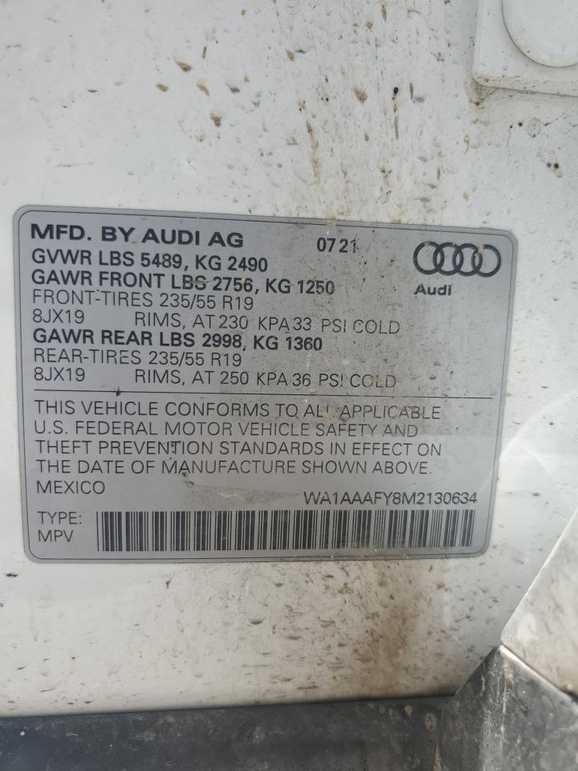 MFD. BY AUDI AG 07 21
GVWR LBS 5489, KG 2490
GAWR FRONT LBS 2756, KG 1250
FRONT-TIRES 235/55 R19
8JX19 RIMS, AT 230 KPA 33 PSI COLD
GAWR REAR LBS 2998, KG 1360
REAR-TIRES 235/55 R19
8JX19 RIMS, AT 250 KPA 36 PSI COLD
Audi
THIS VEHICLE CONFORMS TO ALL APPLICABLE
U.S. FEDERAL MOTOR VEHICLE SAFETY AND
THEFT PREVENTION STANDARDS IN EFFECT ON
THE DATE OF MANUFACTURE SHOWN ABOVE.
MEXICO WA1AAAFY8M2130634
TYPE:
MPV